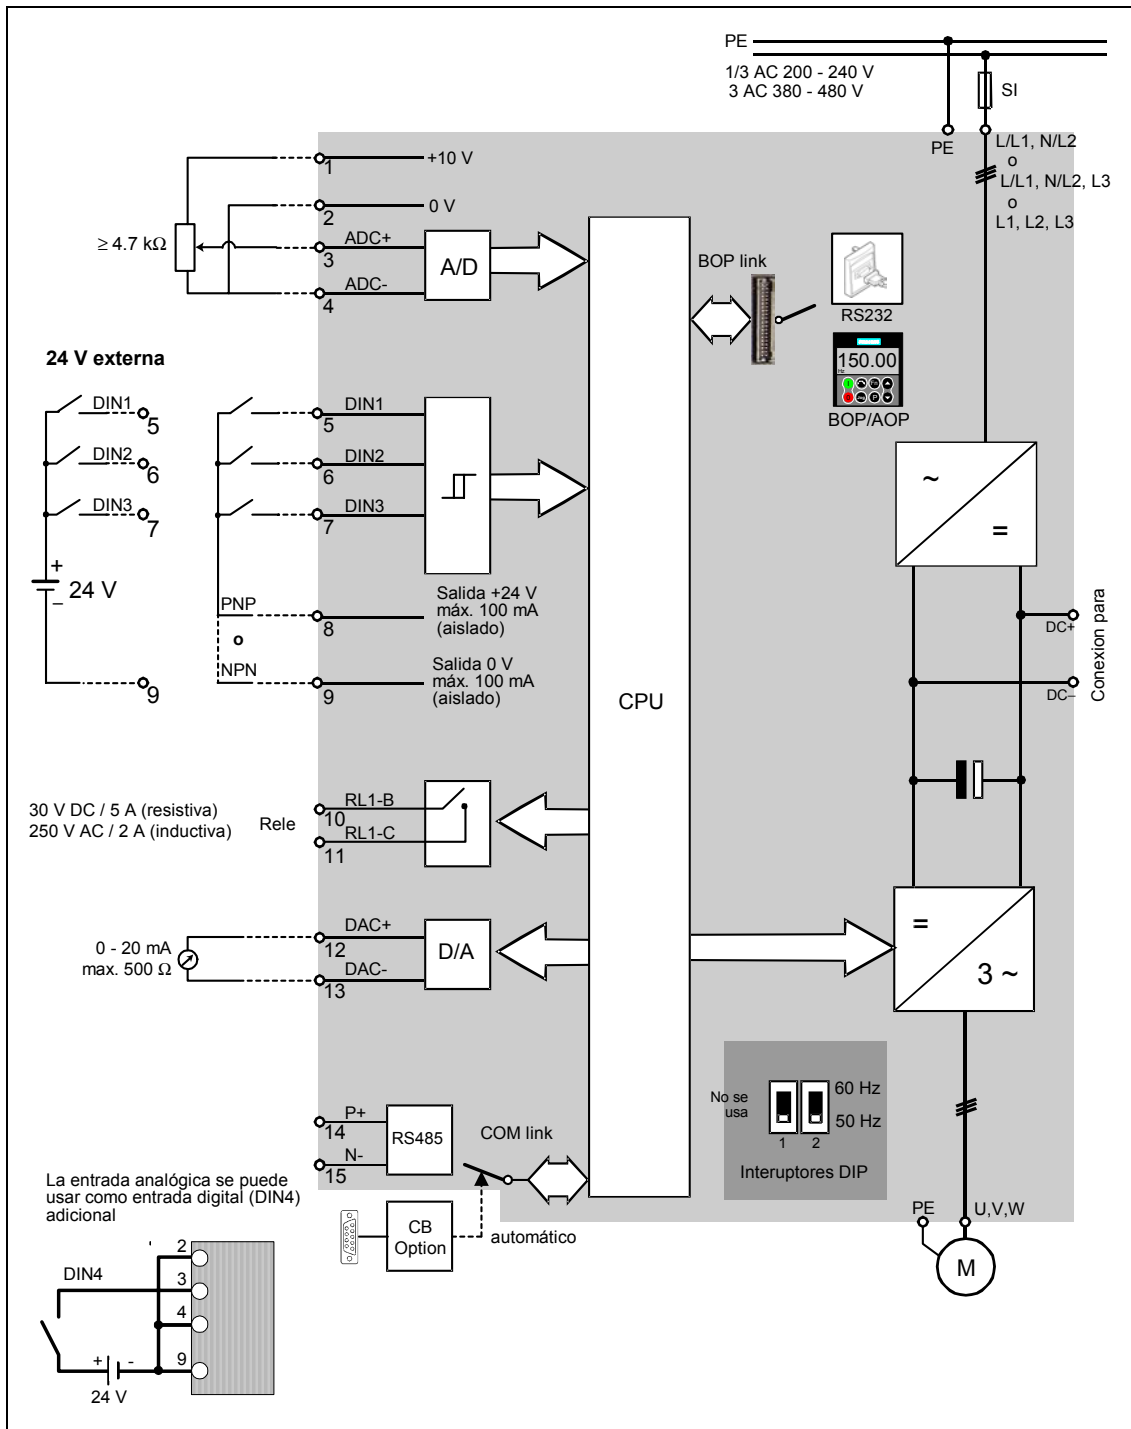 PE
1/3 AC 200 - 240 V
3 AC 380 - 480 V
SI
PE
L/L1, N/L2
o
L/L1, N/L2, L3
o
L1, L2, L3
1
+10 V
2
0 V
≥ 4.7 kΩ
3
ADC+
4
ADC-
A/D
BOP link
RS232
150.00
Hz
BOP/AOP
24 V externa
DIN1
5
DIN2
6
DIN3
7
+
24 V
–
9
DIN1
5
DIN2
6
DIN3
7
PNP
8
Salida +24 V
máx. 100 mA
(aislado)
o
NPN
9
Salida 0 V
máx. 100 mA
(aislado)
CPU
~
=
DC+
DC–
Conexion para
30 V DC / 5 A (resistiva)
250 V AC / 2 A (inductiva)
Rele
RL1-B
10
RL1-C
11
0 - 20 mA
max. 500 Ω
DAC+
12
DAC-
13
D/A
=
3 ~
P+
14
N-
15
RS485
COM link
CB
Option
automático
No se
usa
60 Hz
50 Hz
1
2
Interuptores DIP
PE
U,V,W
M
La entrada analógica se puede
usar como entrada digital (DIN4)
adicional
DIN4
2
3
4
9
+
-
24 V